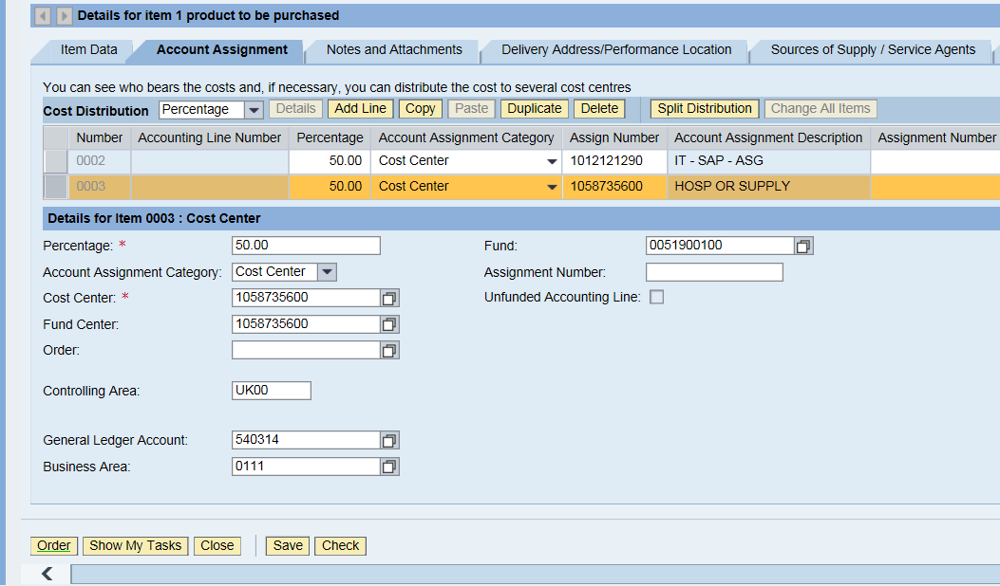 Details for item 1 product to be purchased
Item Data Account Assignment Notes and Attachments Delivery Address/Performance Location Sources of Supply / Service Agents
You can see who bears the costs and, if necessary, you can distribute the cost to several cost centres
Cost Distribution Percentage Details Add Line Copy Paste Duplicate Delete Split Distribution Change All Items
Number Accounting Line Number Percentage Account Assignment Category Assign Number Account Assignment Description Assignment Number
0002 50.00 Cost Center 1012121290 IT - SAP - ASG
0003 50.00 Cost Center 1058735600 HOSP OR SUPPLY
Details for Item 0003 : Cost Center
Percentage: * 50.00 Fund: 0051900100
Account Assignment Category: Cost Center Assignment Number:
Cost Center: * 1058735600 Unfunded Accounting Line:
Fund Center: 1058735600
Order:
Controlling Area: UK00
General Ledger Account: 540314
Business Area: 0111
Order Show My Tasks Close Save Check